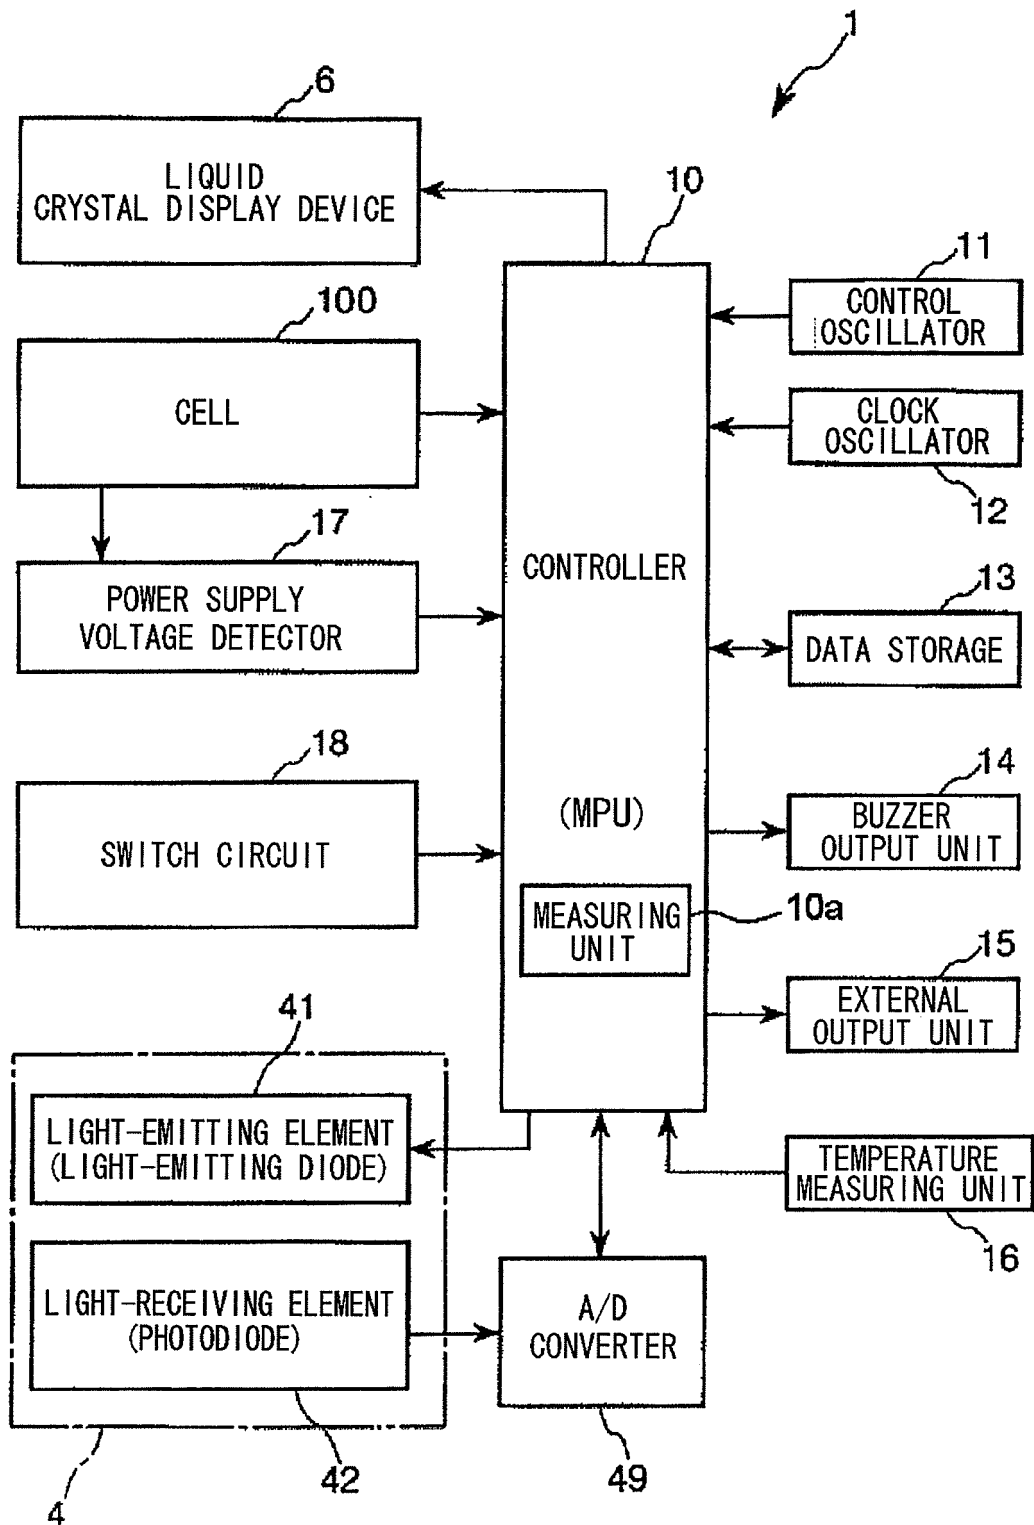 1
6
LIQUID
CRYSTAL DISPLAY DEVICE
10
11
CONTROL
OSCILLATOR
100
CELL
CLOCK
OSCILLATOR
12
17
POWER SUPPLY
VOLTAGE DETECTOR
CONTROLLER
13
DATA STORAGE
18
SWITCH CIRCUIT
(MPU)
14
BUZZER
OUTPUT UNIT
MEASURING
UNIT
10a
15
EXTERNAL
OUTPUT UNIT
41
LIGHT-EMITTING ELEMENT
(LIGHT-EMITTING DIODE)
TEMPERATURE
MEASURING UNIT
16
LIGHT-RECEIVING ELEMENT
(PHOTODIODE)
A/D
CONVERTER
42
49
4